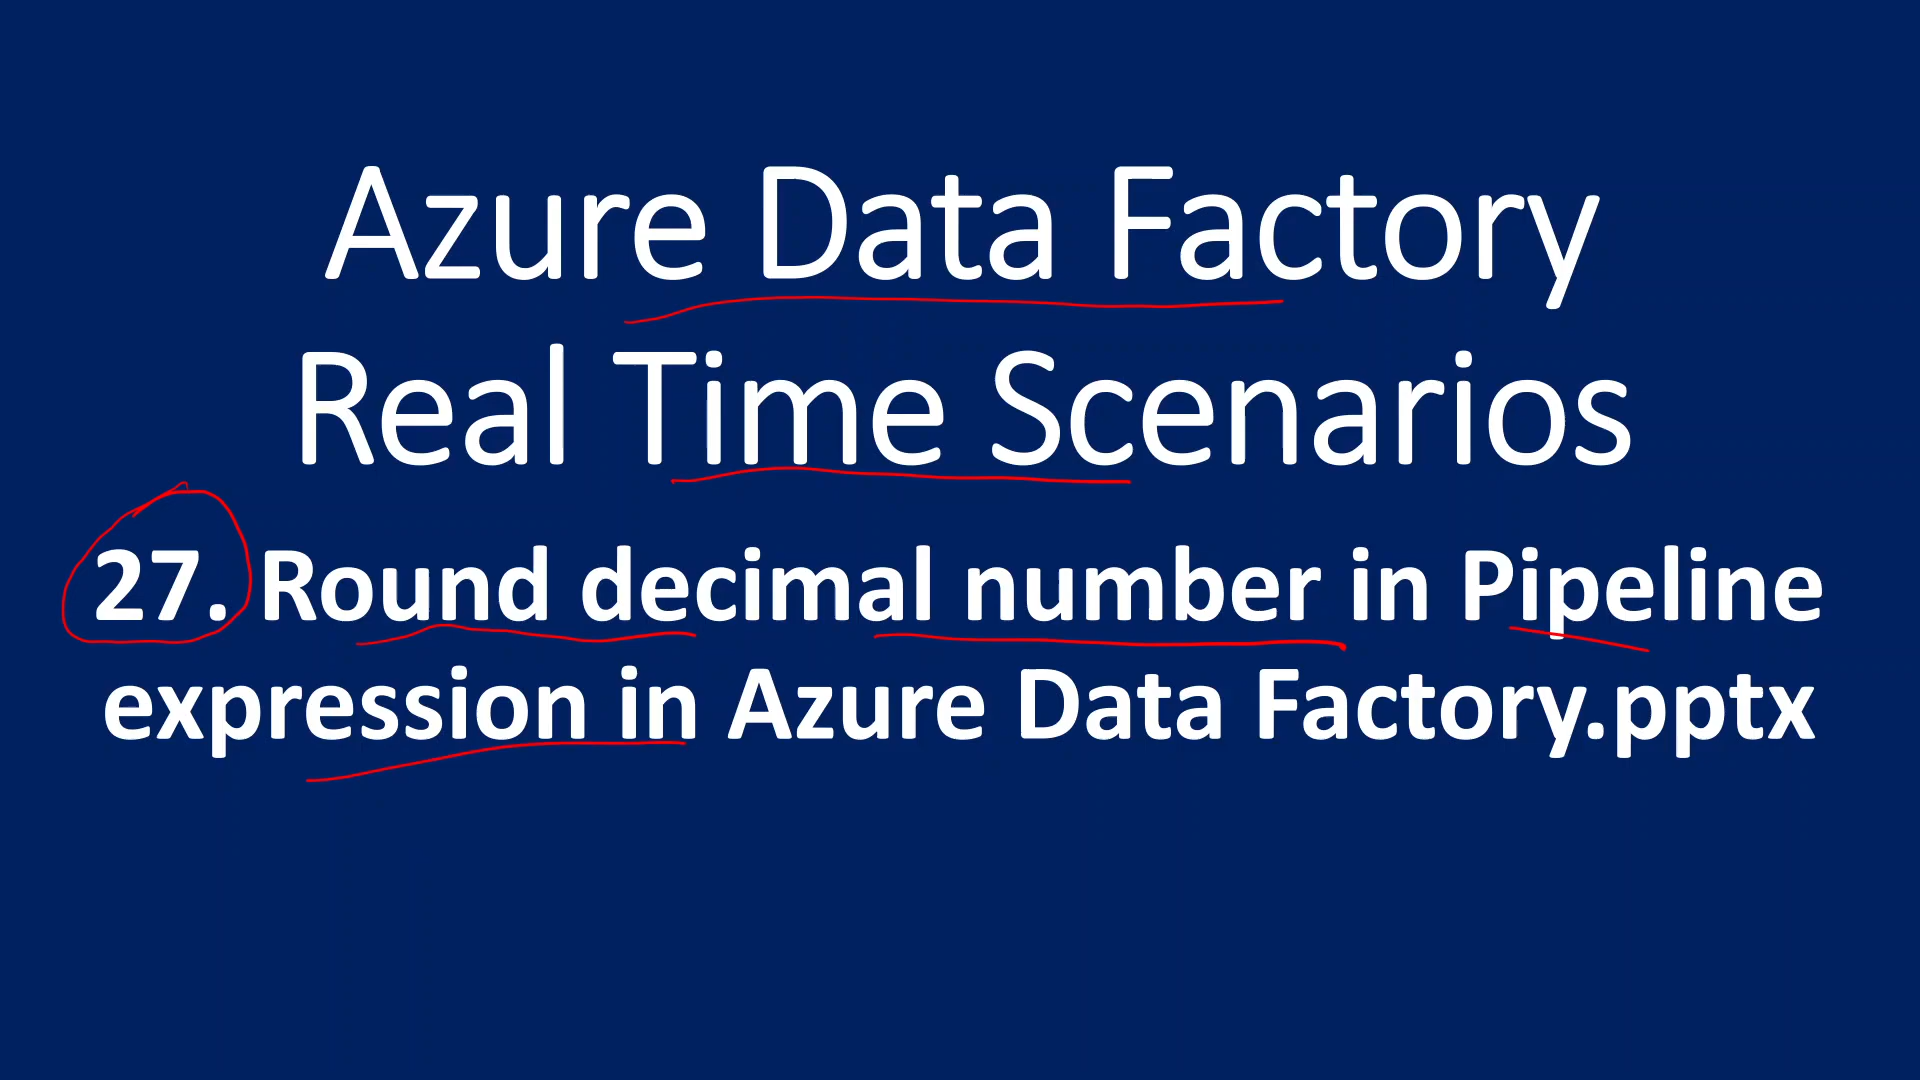 Azure Data Factory
Real Time Scenarios
27. Round decimal number in Pipeline
expression in Azure Data Factory.pptx